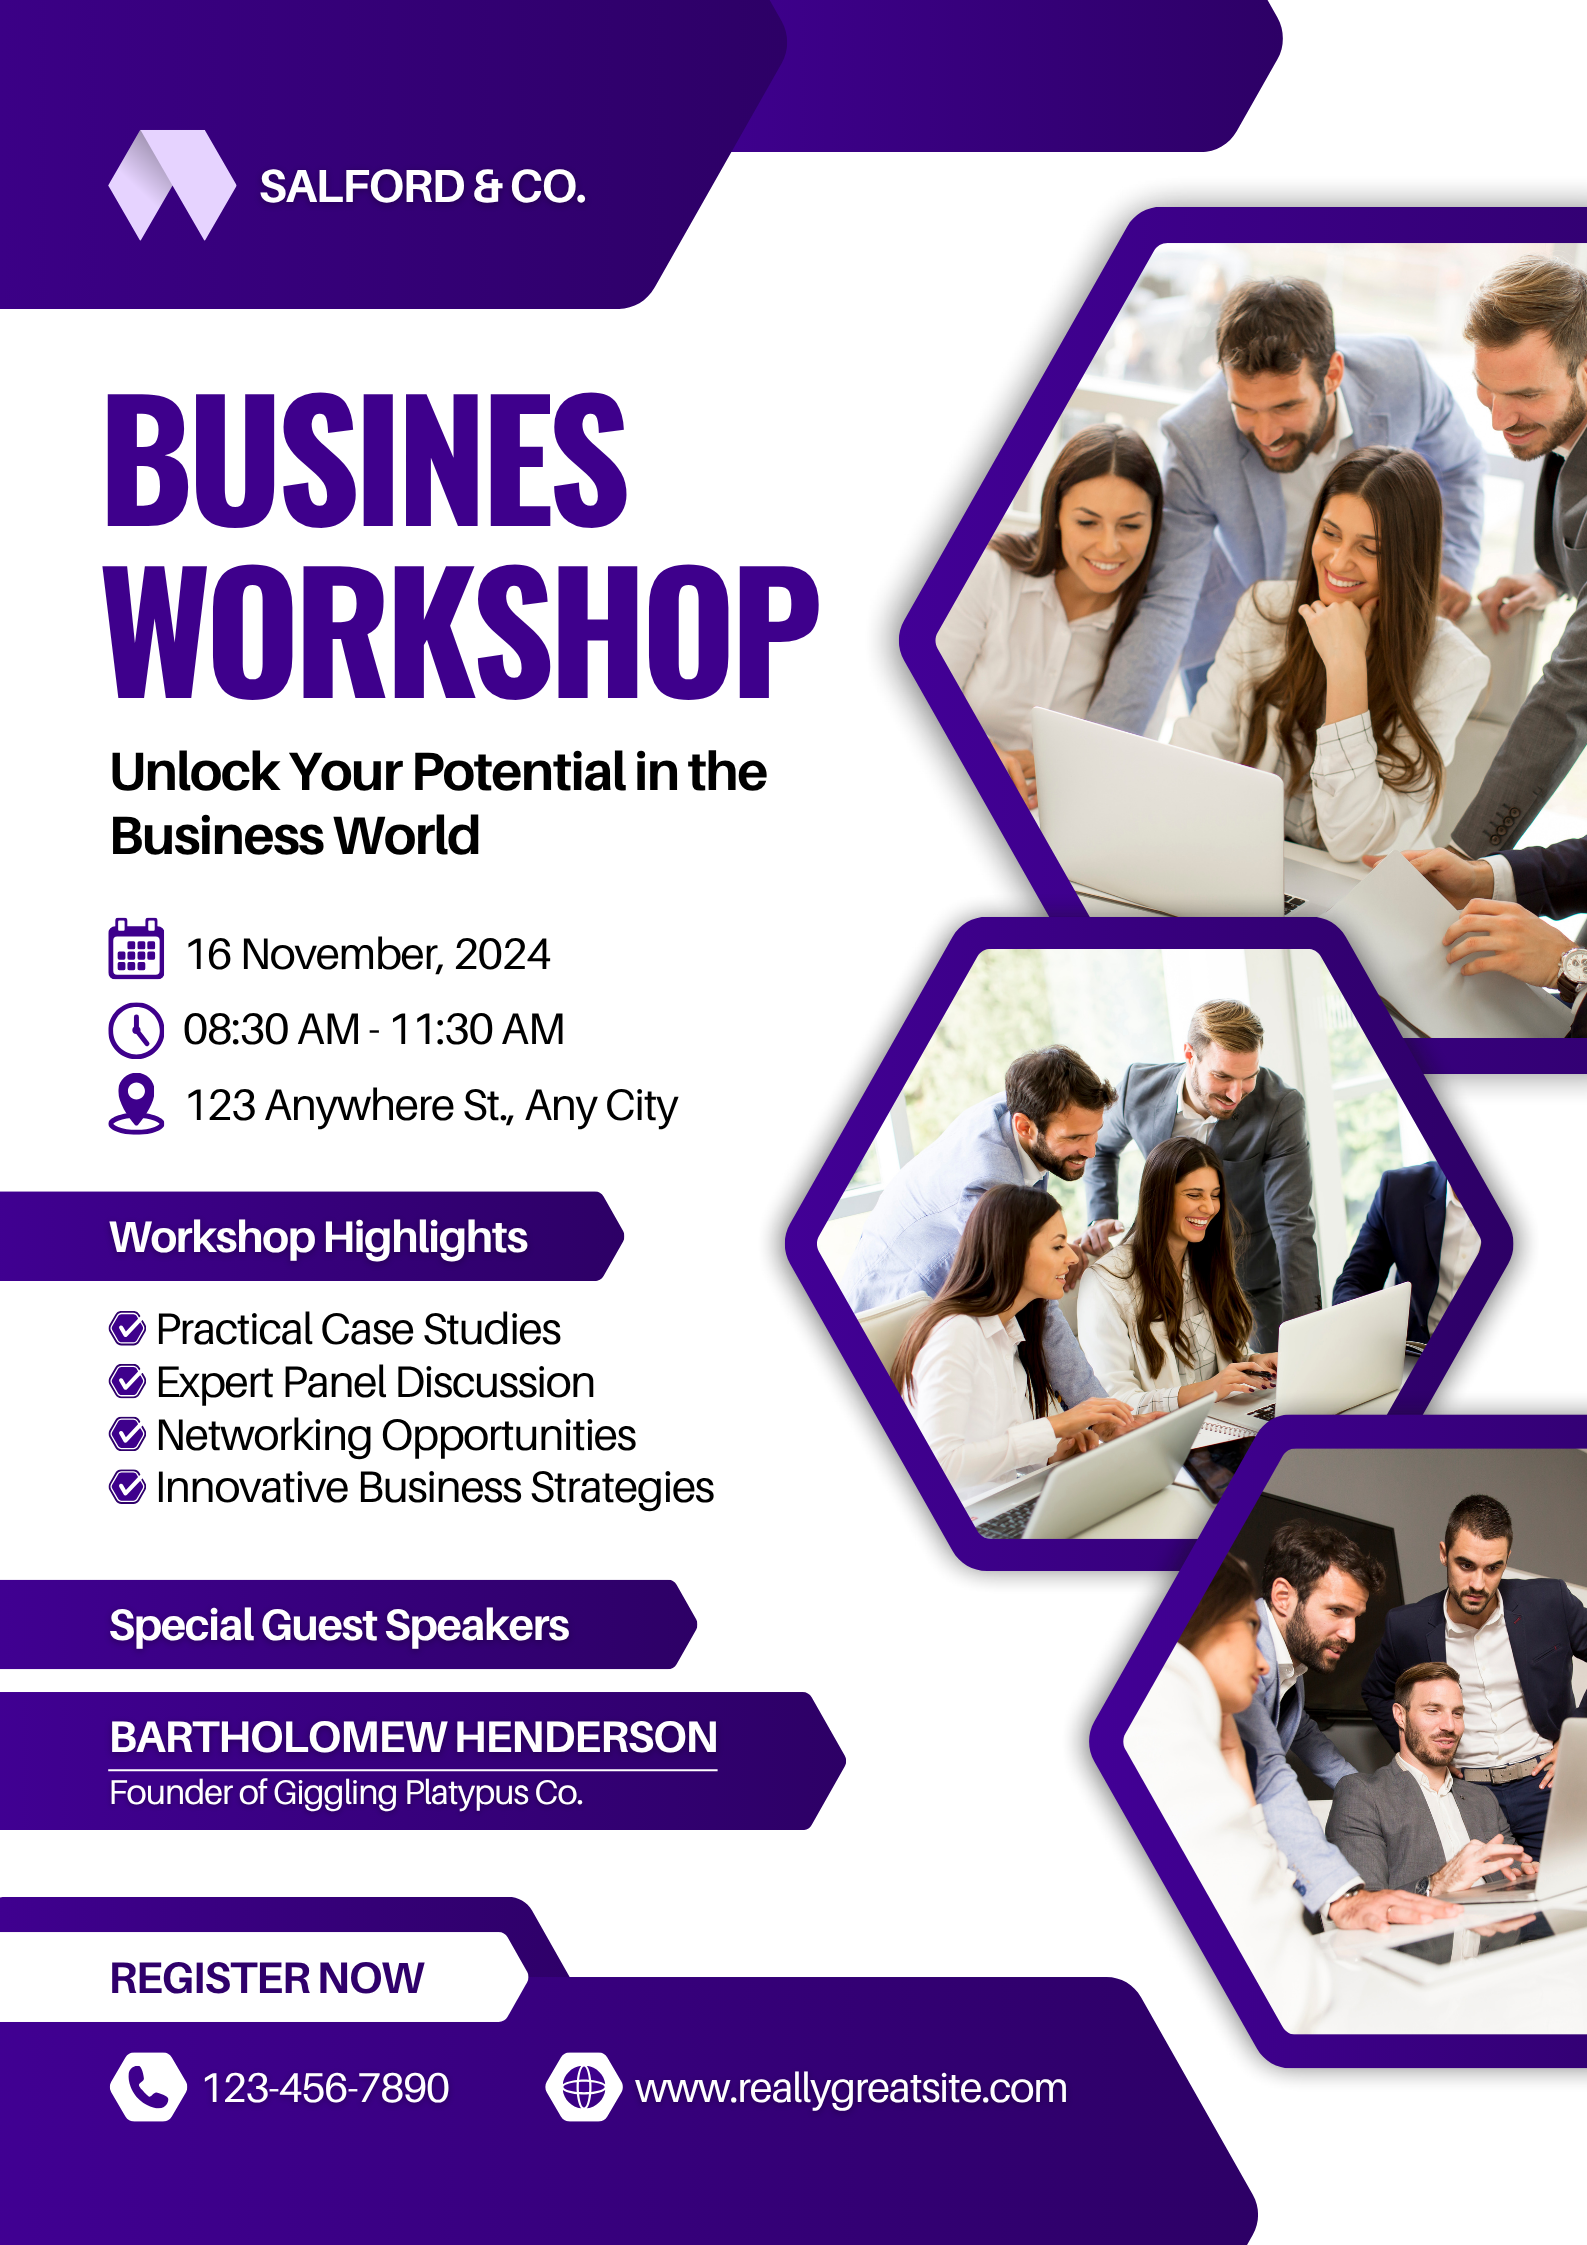 SALFORD & CO.
BUSINES
WORKSHOP
Unlock Your Potential in the
Business World
16 November, 2024
08:30 AM - 11:30 AM
123 Anywhere St., Any City
Workshop Highlights
Practical Case Studies
Expert Panel Discussion
Networking Opportunities
Innovative Business Strategies
Special Guest Speakers
BARTHOLOMEW HENDERSON
Founder of Giggling Platypus Co.
REGISTER NOW
123-456-7890
www.reallygreatsite.com